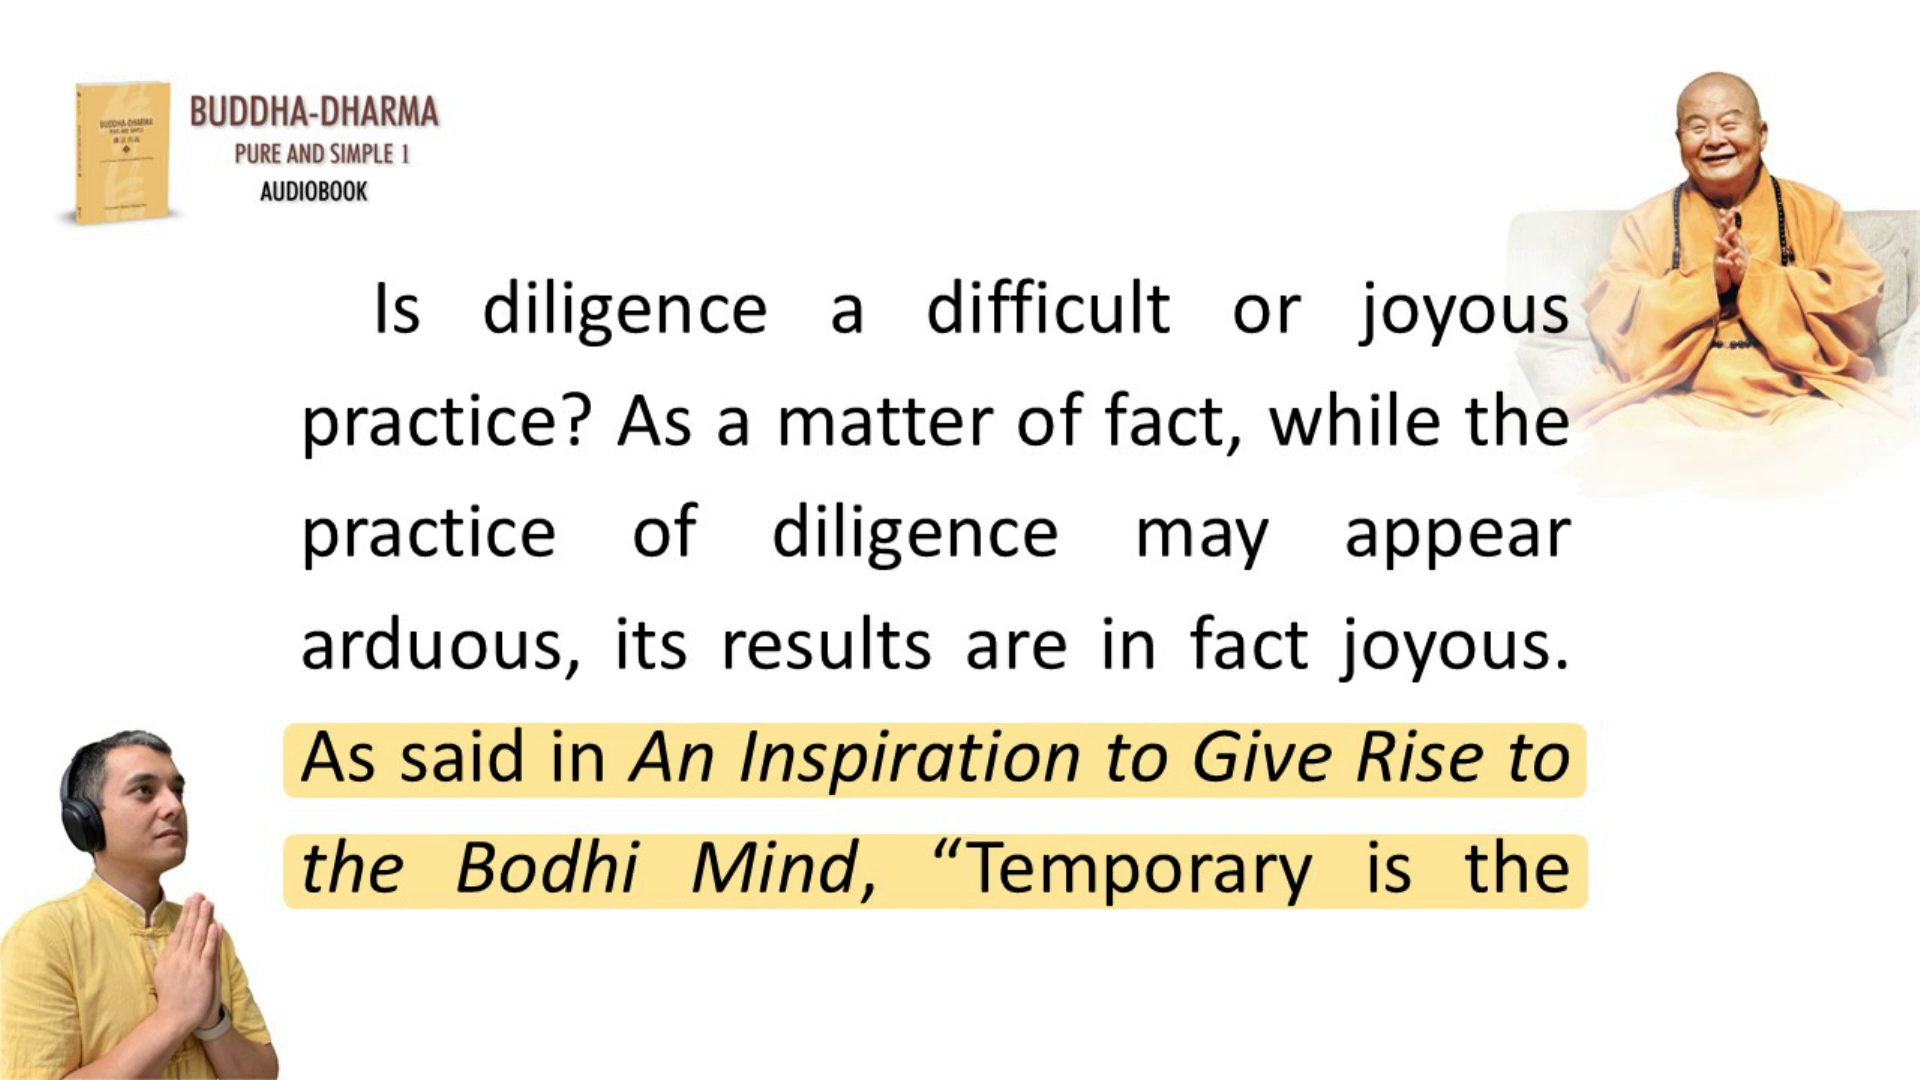 BUDDHA-DHARMA
PURE AND SIMPLE 1
AUDIOBOOK
BUDDHA-DHARMA
Is diligence a difficult or joyous
practice? As a matter of fact, while the
practice of diligence may appear
arduous, its results are in fact joyous.
As said in An Inspiration to Give Rise to
the Bodhi Mind, “Temporary is the